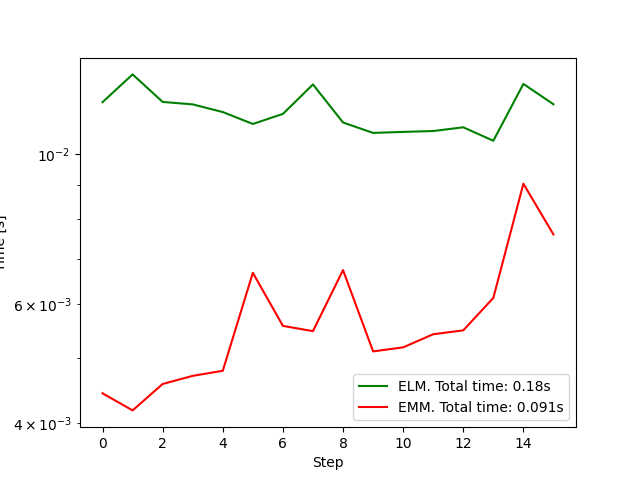 Time [s]
10⁻²
6 × 10⁻³
4 × 10⁻³
0 2 4 6 8 10 12 14
Step
ELM. Total time: 0.18s
EMM. Total time: 0.091s